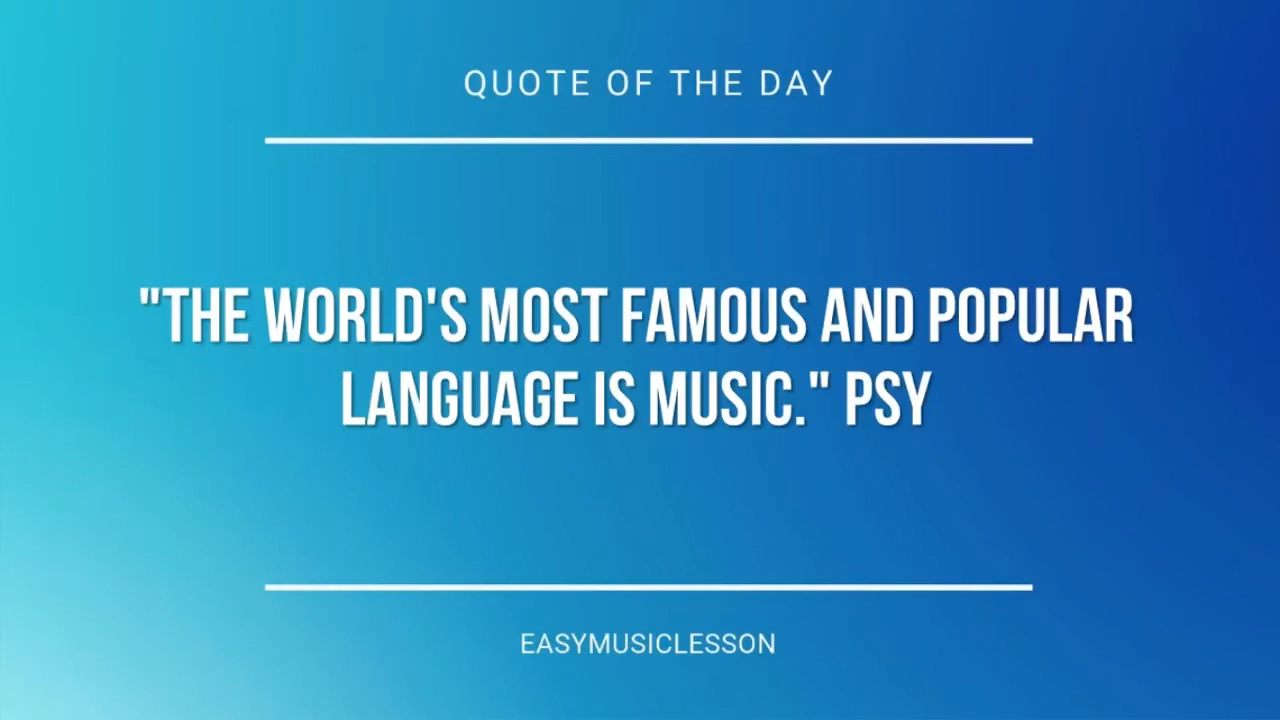 QUOTE OF THE DAY
"THE WORLD'S MOST FAMOUS AND POPULAR
LANGUAGE IS MUSIC." PSY
EASYMUSICLESSON